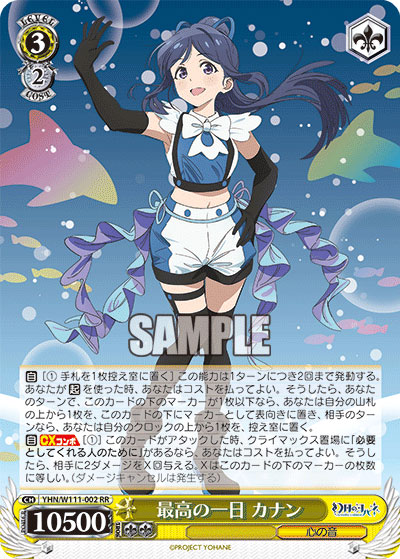 LEVEL
3
2
COST
SAMPLE
自 [① 手札を1枚控え室に置く] この能力は1ターンにつき2回まで発動する。
あなたが起を使った時、あなたはコストを払ってよい。そうしたら、あなた
のターンで、このカードの下のマーカーが1枚以下なら、あなたは自分の山札
の上から1枚を、このカードの下にマーカーとして表向きに置き、相手のター
ンなら、あなたは自分のクロックの上から1枚を、控え室に置く。
自 CXコンボ [①] このカードがアタックした時、クライマックス置場に「必要
としてくれる人のために」があるなら、あなたはコストを払ってよい。そうし
たら、相手に2ダメージをX回与える。Xはこのカードの下のマーカーの枚数
に等しい。(ダメージキャンセルは発生する)
CH YHN/W111-002 RR
10500
最高の一日 カナン
心の音
©PROJECT YOHANE